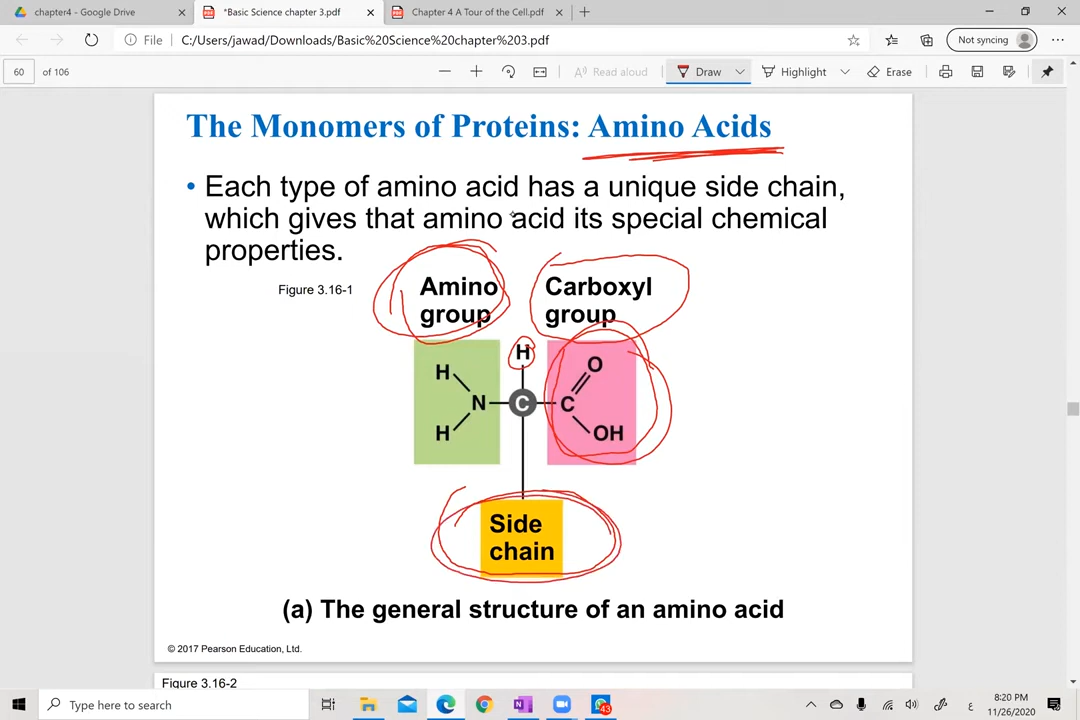 chapter4 - Google Drive
*Basic Science chapter 3.pdf
Chapter 4 A Tour of the Cell.pdf
File
C:/Users/jawad/Downloads/Basic%20Science%20chapter%203.pdf
Not syncing
60
of 106
Read aloud
Draw
Highlight
Erase
The Monomers of Proteins: Amino Acids
• Each type of amino acid has a unique side chain,
which gives that amino acid its special chemical
properties.
Figure 3.16-1
Amino
group
Carboxyl
group
H
H
O
N
C
C
H
OH
Side
chain
(a) The general structure of an amino acid
© 2017 Pearson Education, Ltd.
Figure 3.16-2
Type here to search
43
ع
8:20 PM
11/26/2020